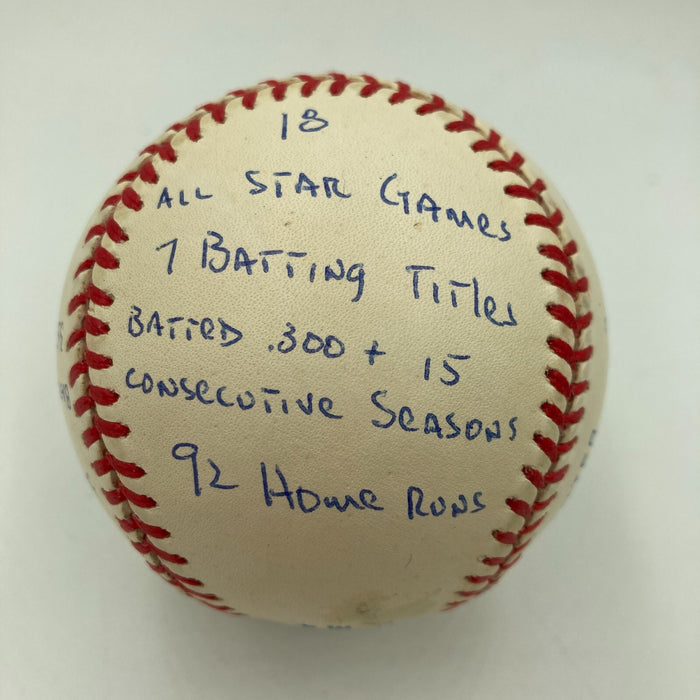 18
ALL STAR GAMES
7 BATTING TITLES
BATTED .300 + 15
CONSECUTIVE SEASONS
92 HOME RUNS